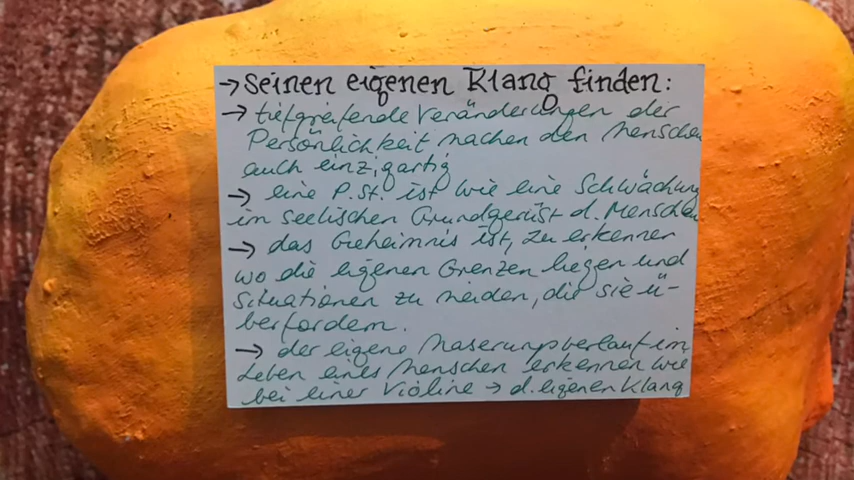 → Seinen eigenen Klang finden:
→ tiefgreifende Veränderungen der
Persönlichkeit machen den Menschen
auch einzigartig
→ eine P.St. ist wie eine Schwächung
im seelischen Grundgerüst d. Menschen
→ das Geheimnis ist, zu erkennen
wo die eigenen Grenzen liegen und
Situationen zu meiden, die sie ü-
berfordern.
→ der eigene Maserungsverlauf im
Leben eines Menschen erkennen wie
bei einer Violine → d. eigenen Klang